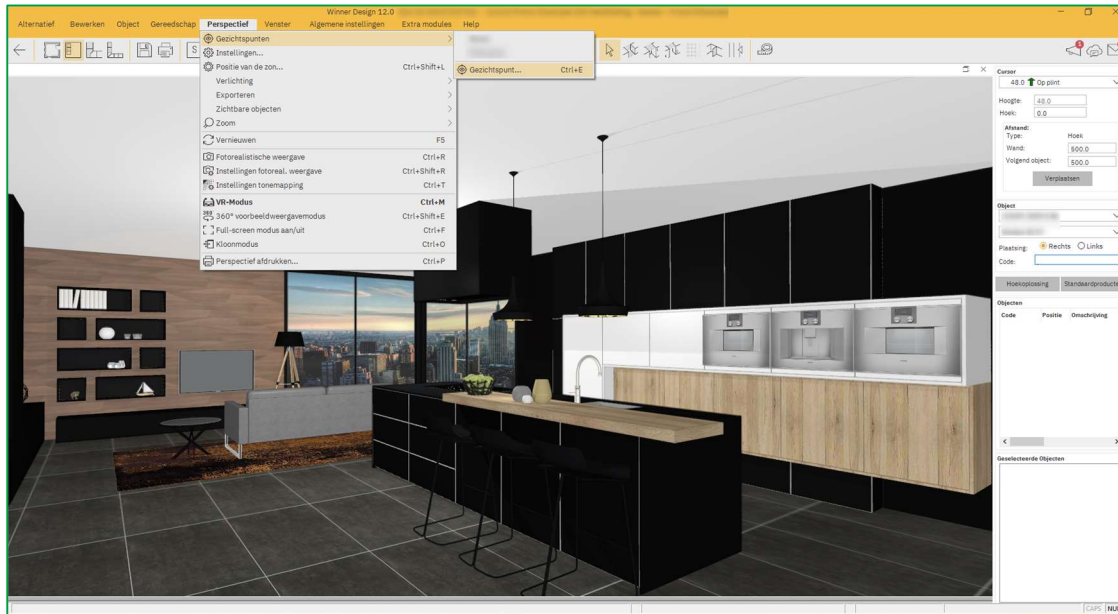 Winner Design 12.0
Alternatief Bewerken Object Gereedschap Perspectief Venster Algemene instellingen Extra modules Help
S
Gezichtspunten
Instellingen...
Positie van de zon... Ctrl+Shift+L
Verlichting
Exporteren
Zichtbare objecten
Zoom
Vernieuwen F5
Fotorealistische weergave Ctrl+R
Instellingen fotoreal. weergave Ctrl+Shift+R
Instellingen tonemapping Ctrl+T
VR-Modus Ctrl+M
360 360° voorbeeldweergavemodus Ctrl+Shift+E
Full-screen modus aan/uit Ctrl+F
Kloonmodus Ctrl+O
Perspectief afdrukken... Ctrl+P
Gezichtspunt... Ctrl+E
Cursor
48.0 Op plint
Hoogte: 48.0
Hoek: 0.0
Afstand:
Type: Hoek
Wand: 500.0
Volgend object: 500.0
Verplaatsen
Object
Plaatsing: Rechts Links
Code:
Hoekoplossing Standaardproducte
Objecten
Code Positie Omschrijving
Geselecteerde Objecten
CAPS NU